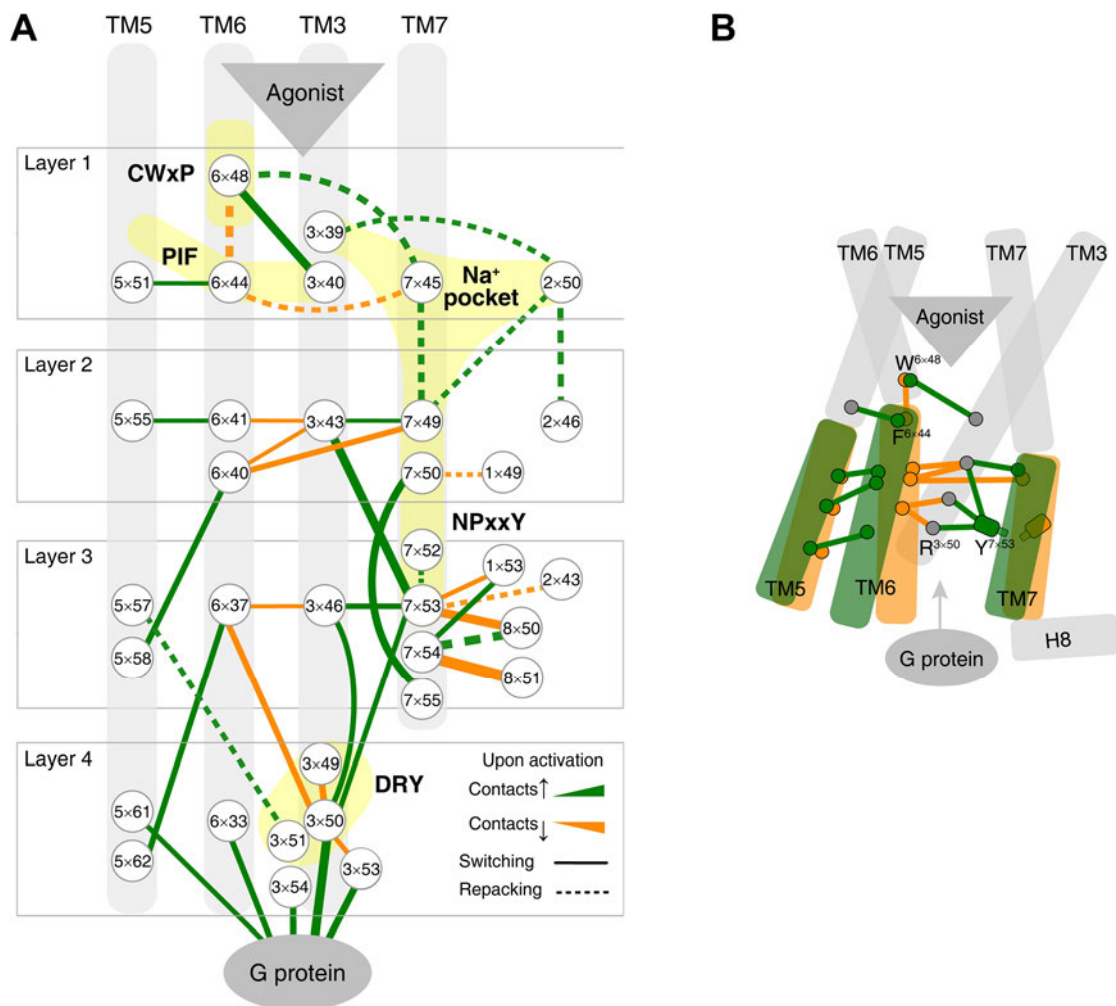 A
TM5 TM6 TM3 TM7
Agonist
Layer 1
CWxP
6×48
3×39
PIF
5×51 6×44 3×40 7×45 2×50
Na+
pocket
Layer 2
5×55 6×41 3×43 7×49 2×46
6×40 7×50 1×49
NPxxY
Layer 3
7×52 1×53 2×43
5×57 6×37 3×46 7×53
8×50
5×58 7×54
8×51
7×55
Layer 4
3×49
DRY
5×61 6×33 3×50
3×51
5×62 3×53
3×54
G protein
Upon activation
Contacts↑
Contacts↓
Switching
Repacking
B
TM6 TM5 TM7 TM3
Agonist
W6×48
F6×44
R3×50 Y7×53
TM5 TM6 TM7
H8
G protein